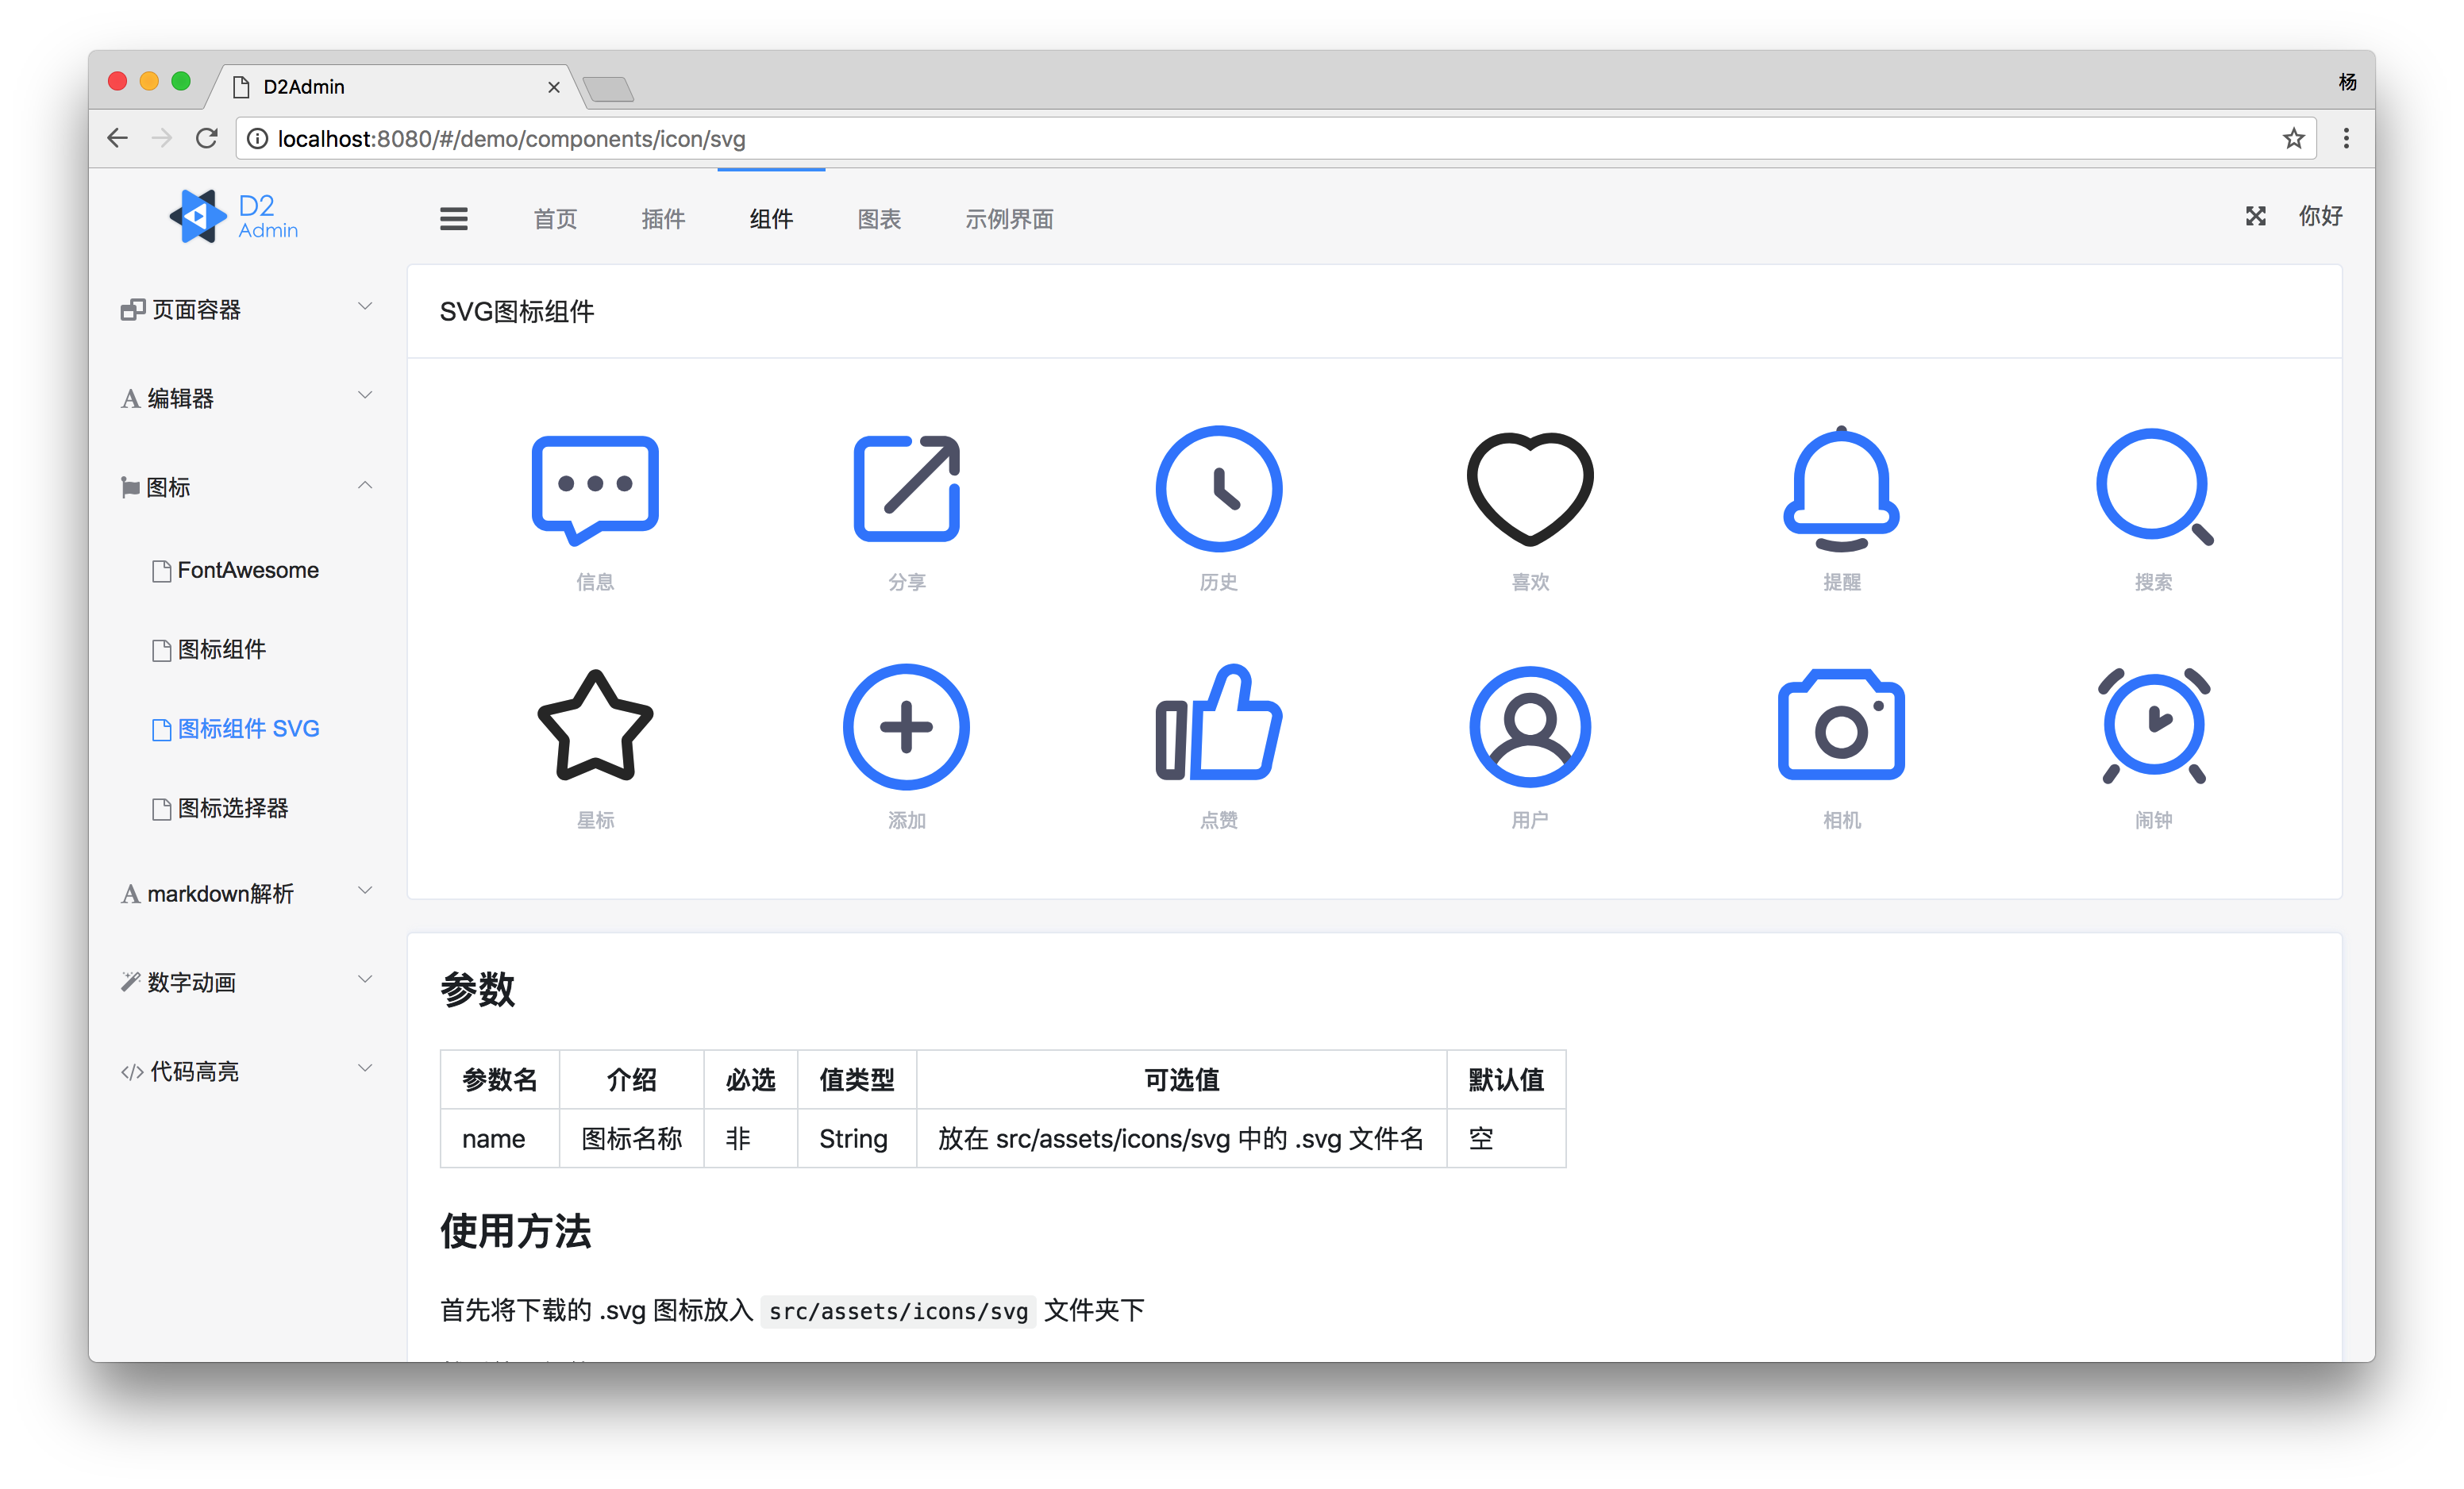 D2Admin
杨
localhost:8080/#/demo/components/icon/svg
D2
Admin
首页 插件 组件 图表 示例界面 你好
页面容器
编辑器
图标
FontAwesome
图标组件
图标组件 SVG
图标选择器
markdown解析
数字动画
代码高亮
SVG图标组件
信息 分享 历史 喜欢 提醒 搜索
星标 添加 点赞 用户 相机 闹钟
参数
参数名 介绍 必选 值类型 可选值 默认值
name 图标名称 非 String 放在 src/assets/icons/svg 中的 .svg 文件名 空
使用方法
首先将下载的 .svg 图标放入 src/assets/icons/svg 文件夹下